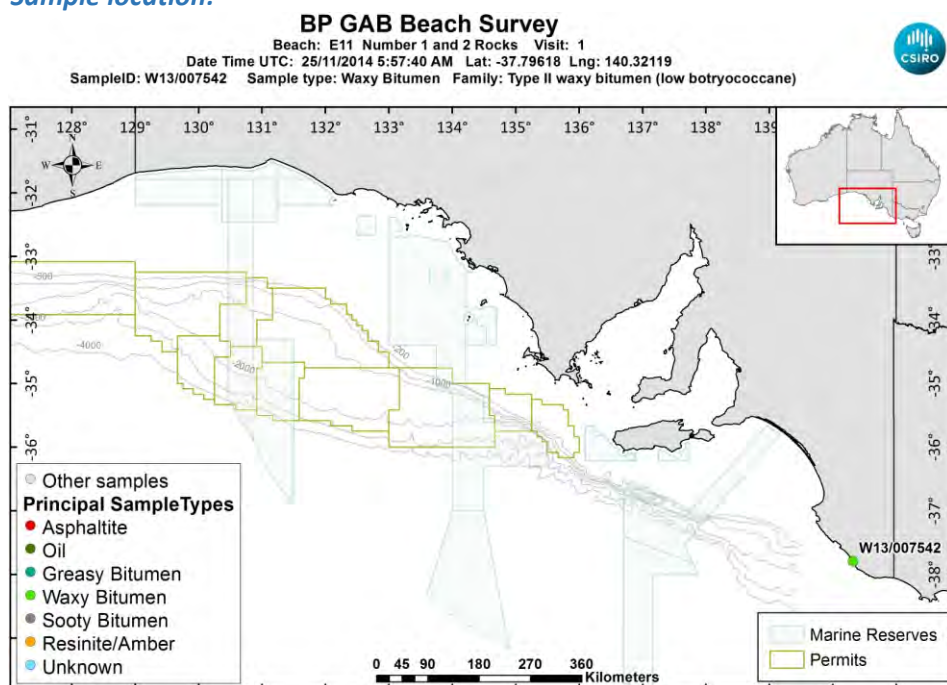 Sample location:
BP GAB Beach Survey
Beach: E11 Number 1 and 2 Rocks Visit: 1
Date Time UTC: 25/11/2014 5:57:40 AM Lat: -37.79618 Lng: 140.32119
SampleID: W13/007542 Sample type: Waxy Bitumen Family: Type II waxy bitumen (low botryococcane)
CSIRO
128° 129° 130° 131° 132° 133° 134° 135° 136° 137° 138° 139
-31°
N
W E
S
-32°
-33° -33°
-500
-200
-34° -34°
-4000
-2000
-1000
-35° -35°
-36° -36°
-37° -37°
W13/007542
-38° -38°
Other samples
Principal SampleTypes
Asphaltite
Oil
Greasy Bitumen
Waxy Bitumen
Sooty Bitumen
Resinite/Amber
Unknown
0 45 90 180 270 360
Kilometers
Marine Reserves
Permits